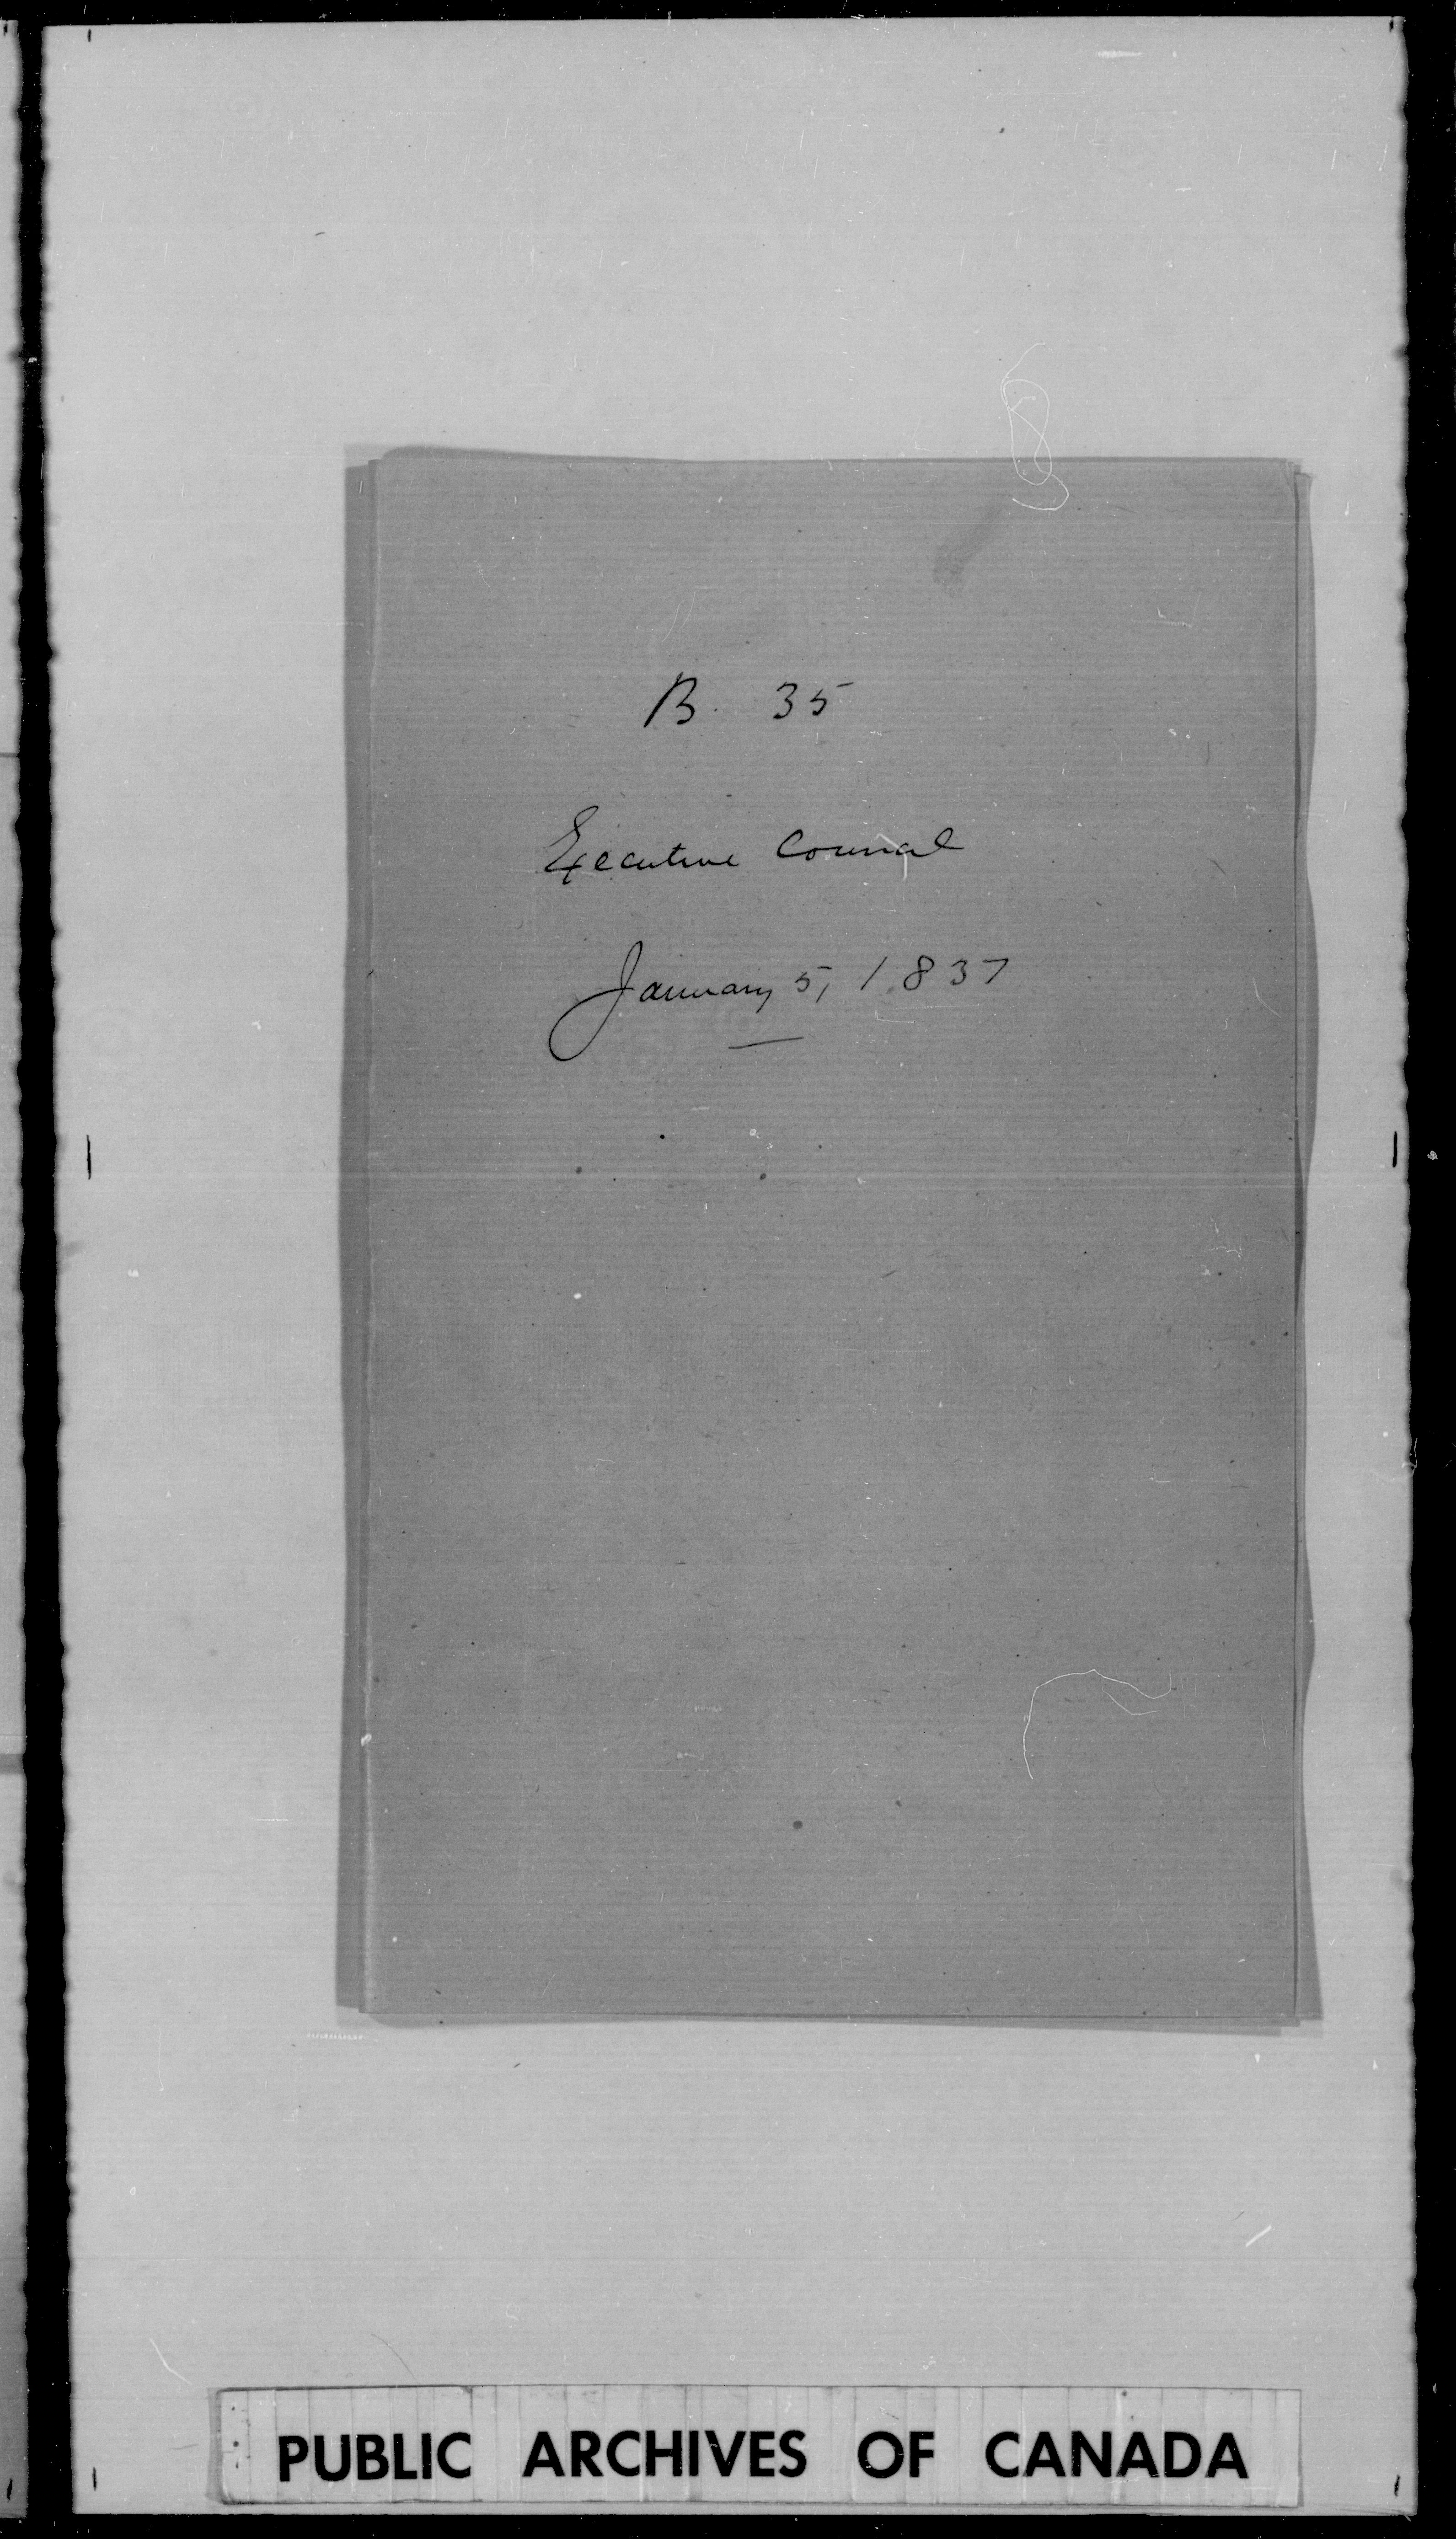 B. 35
Executive Council
January 5, 1837
PUBLIC ARCHIVES OF CANADA